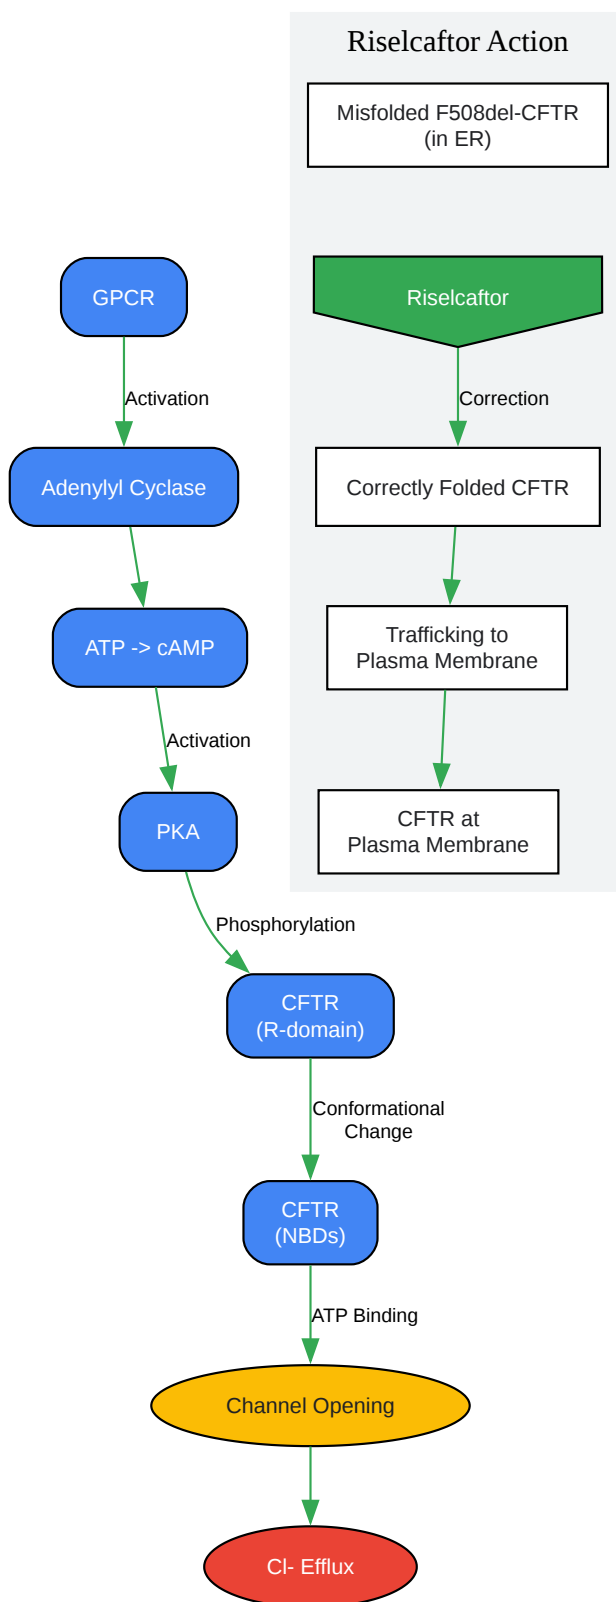 Riselcaftor Action
Misfolded F508del-CFTR
(in ER)
GPCR
Riselcaftor
Activation
Correction
Adenylyl Cyclase
Correctly Folded CFTR
ATP -> cAMP
Trafficking to
Plasma Membrane
Activation
PKA
CFTR at
Plasma Membrane
Phosphorylation
CFTR
(R-domain)
Conformational
Change
CFTR
(NBDs)
ATP Binding
Channel Opening
Cl- Efflux